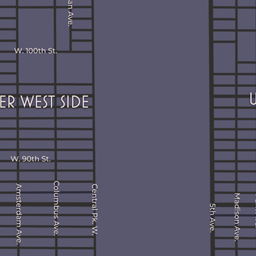 W. 100th St.
ER WEST SIDE
W. 90th St.
Amsterdam Ave.
Columbus Ave.
Central Pk. W.
5th Ave.
Madison Ave.